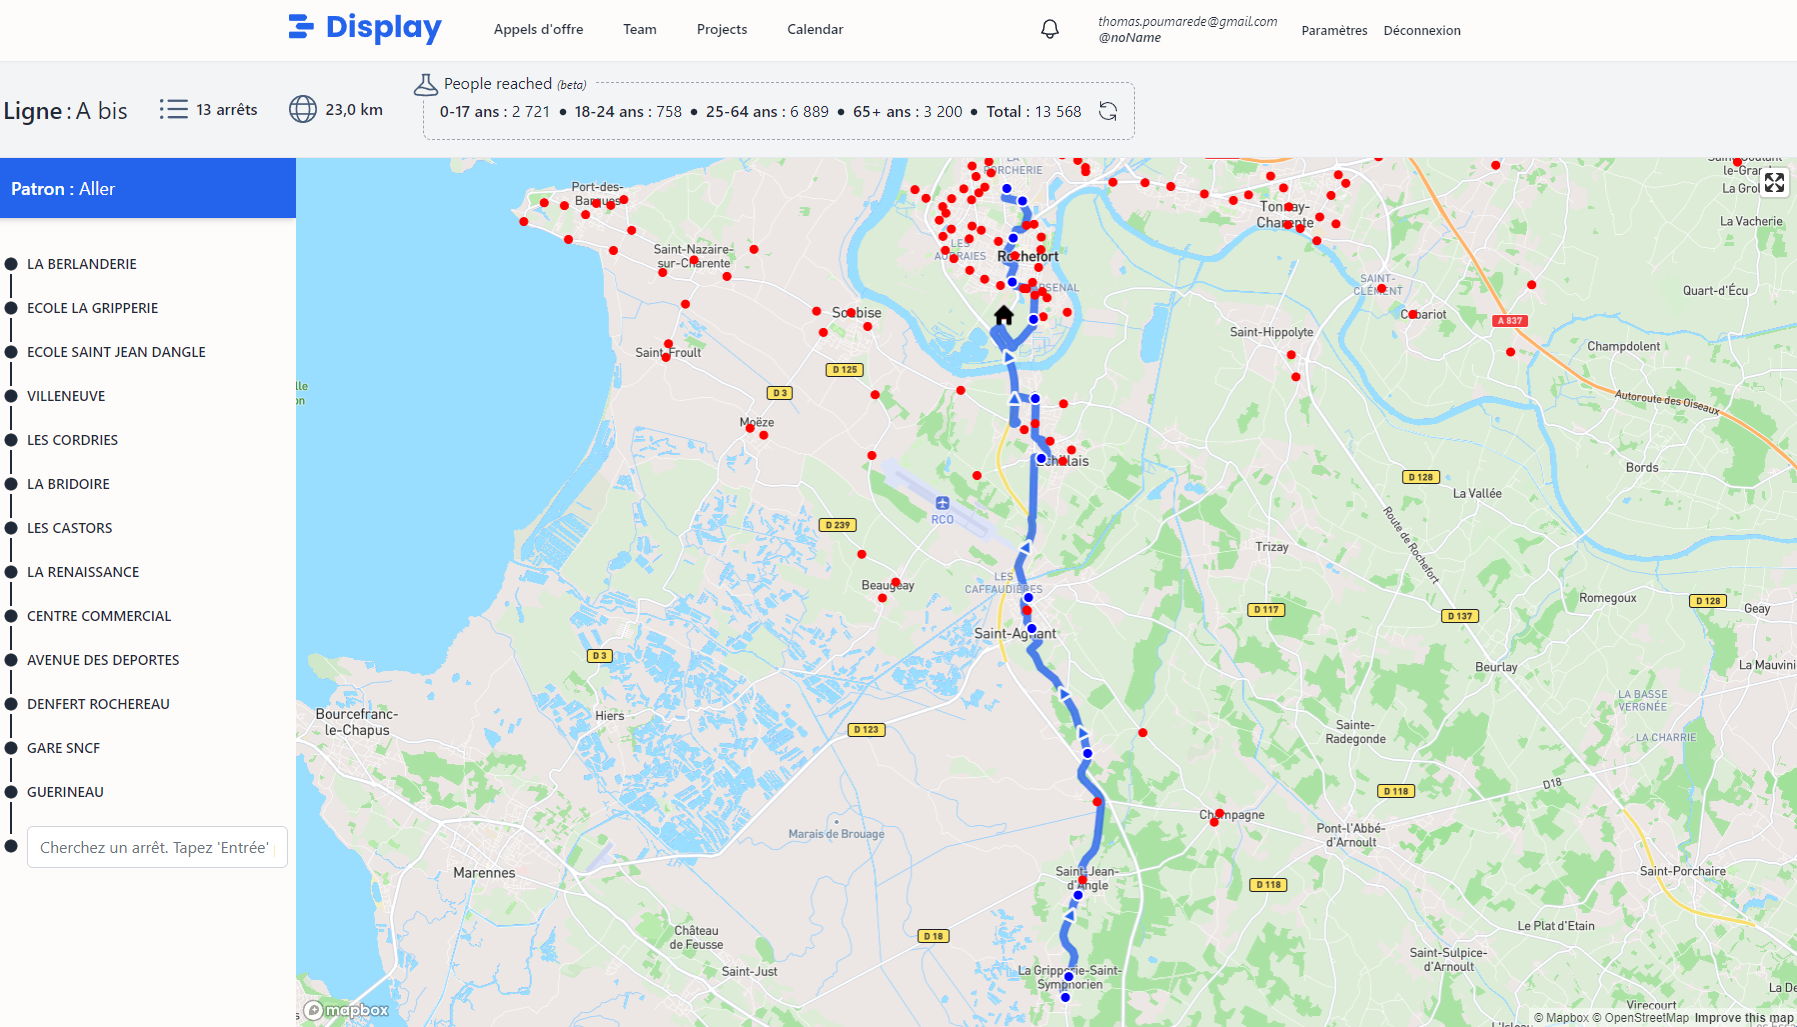 Display
Appels d'offre
Team
Projects
Calendar
thomas.poumarede@gmail.com
@noName
Paramètres
Déconnexion
Ligne : A bis
13 arrêts
23,0 km
People reached (beta)
0-17 ans : 2 721 • 18-24 ans : 758 • 25-64 ans : 6 889 • 65+ ans : 3 200 • Total : 13 568
Patron : Aller
LA BERLANDERIE
ECOLE LA GRIPPERIE
ECOLE SAINT JEAN DANGLE
VILLENEUVE
LES CORDRIES
LA BRIDOIRE
LES CASTORS
LA RENAISSANCE
CENTRE COMMERCIAL
AVENUE DES DEPORTES
DENFERT ROCHEREAU
GARE SNCF
GUERINEAU
Cherchez un arrêt. Tapez 'Entrée'
Port-des-
Barques
Saint-Nazaire-
sur-Charente
Soubise
Saint-Froult
D 125
D 3
Moëze
D 239
Beaugeay
D 3
Hiers
D 123
Bourcefranc-
le-Chapus
Marennes
Marais de Brouage
Château
de Feusse
Saint-Just
D 18
Rochefort
Echillais
RCO
LES
CAFFAUDIÈRES
Saint-Agnant
Saint-Jean-
d'Angle
La Gripperie-Saint-
Symphorien
Tonnay-
Charente
SAINT-
CLÉMENT
Cabariot
Saint-Hippolyte
A 837
Quart-d'Écu
La Vacherie
Champdolent
Autoroute des Oiseaux
Bords
D 128
La Vallée
Route de Rochefort
Trizay
D 117
D 137
Romegoux
D 128
Geay
Beurlay
La Mauvini
LA BASSE
VERGNÉE
LA CHARRIE
Sainte-
Radegonde
D18
D 118
Champagne
Pont-l'Abbé-
d'Arnoult
D 118
Saint-Porchaire
Le Plat d'Etain
Saint-Sulpice-
d'Arnoult
Virecourt
mapbox
© Mapbox © OpenStreetMap Improve this map